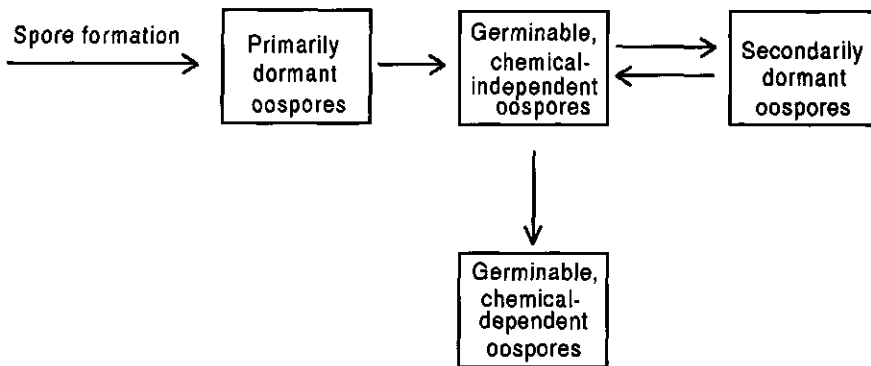 Spore formation
Primarily
dormant
oospores
Germinable,
chemical-
independent
oospores
Secondarily
dormant
oospores
Germinable,
chemical-
dependent
oospores